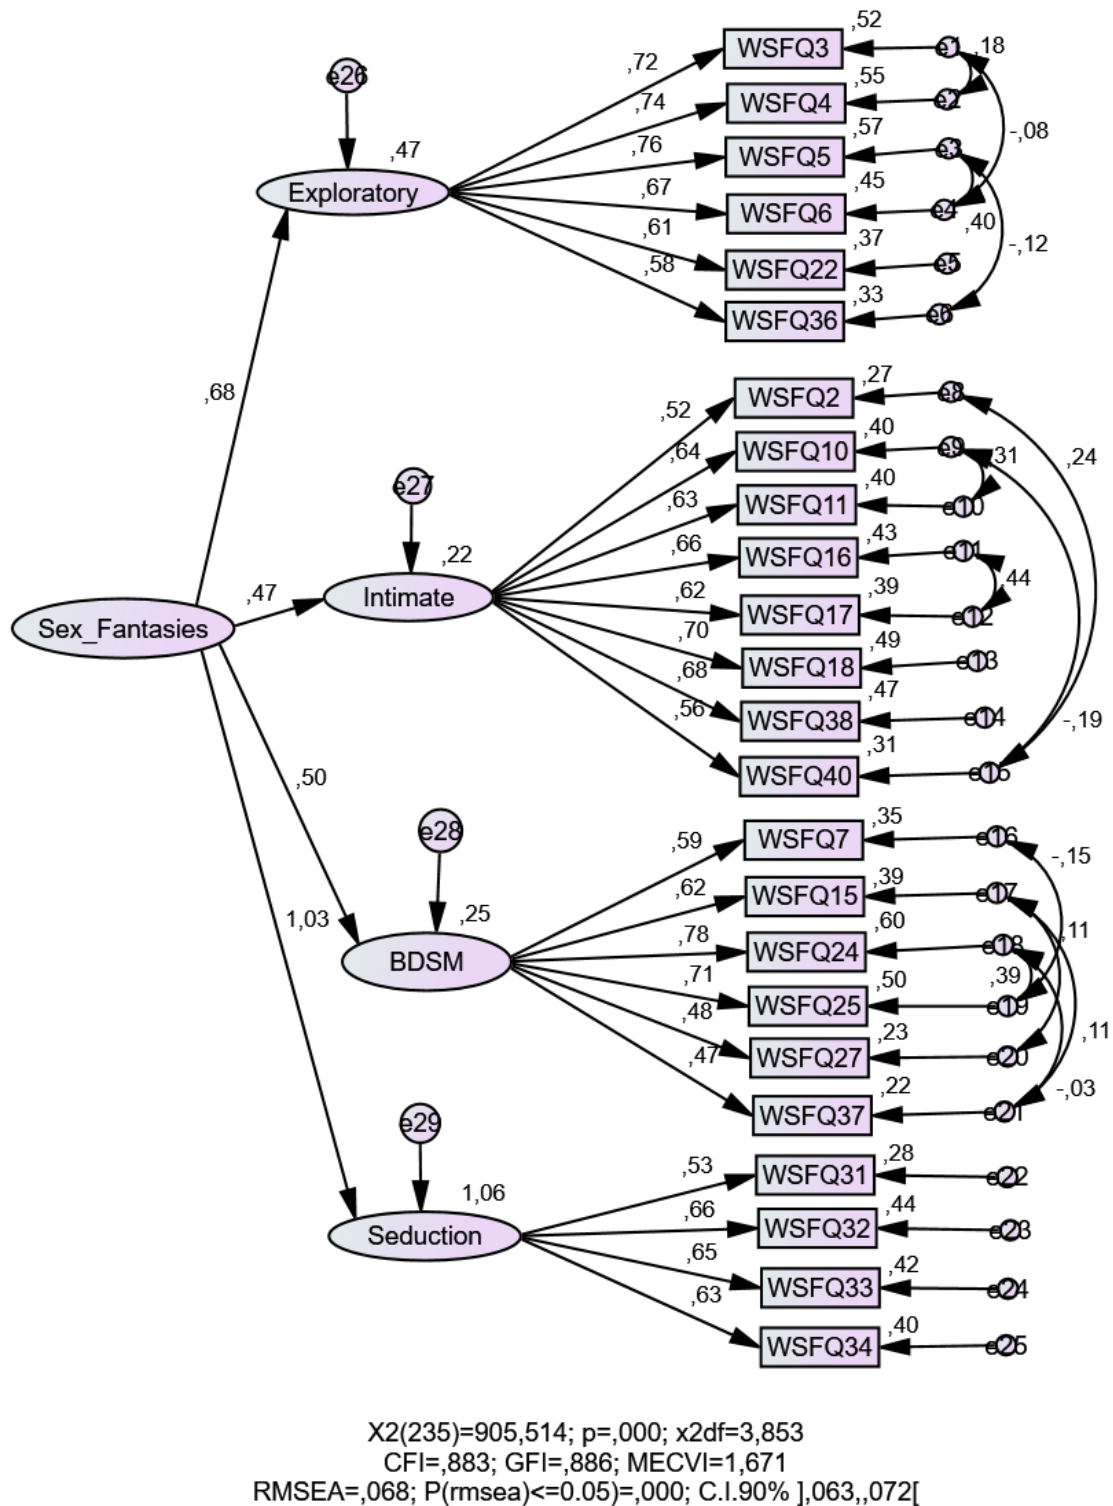 ,52
WSFQ3
e1
,18
,72
e26
,55
,74
WSFQ4
e2
,57
-,08
,47
,76
WSFQ5
e3
Exploratory
,67
,45
WSFQ6
e4
,40
,61
,37
-,12
,58
WSFQ22
e5
,33
WSFQ36
e6
,68
,27
WSFQ2
e8
,52
,40
,64
WSFQ10
e9
,31
,24
e27
,40
,63
WSFQ11
e10
,43
,66
WSFQ16
e11
,22
,47
Intimate
,62
,39
,44
WSFQ17
e12
Sex_Fantasies
,70
,49
WSFQ18
e13
,68
,47
,56
WSFQ38
e14
-,19
,31
WSFQ40
e15
,50
,35
e28
,59
WSFQ7
e16
-,15
,39
,62
WSFQ15
e17
1,03
,25
,60
,11
,78
WSFQ24
e18
BDSM
,71
,50
,39
WSFQ25
e19
,48
,23
,11
,47
WSFQ27
e20
,22
-,03
WSFQ37
e21
e29
,28
,53
WSFQ31
e22
1,06
,66
,44
WSFQ32
e23
Seduction
,65
,42
,63
WSFQ33
e24
,40
WSFQ34
e25
X2(235)=905,514; p=,000; x2df=3,853
CFI=,883; GFI=,886; MECVI=1,671
RMSEA=,068; P(rmsea)<=0.05)=,000; C.I.90% ],063,,072[